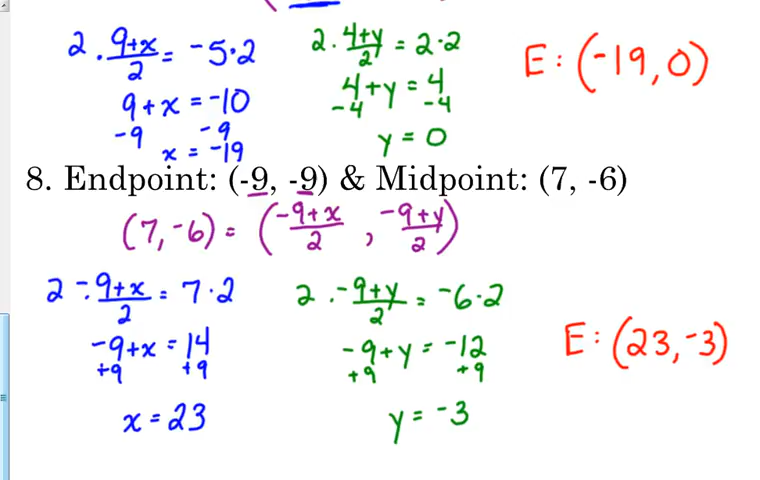 2 · 9+x/2 = -5·2
9+x = -10
-9 -9
x = -19
2 · 4+y/2 = 2·2
4+y = 4
-4 -4
y = 0
E: (-19, 0)
8. Endpoint: (-9, -9) & Midpoint: (7, -6)
(7, -6) = (-9+x/2 , -9+y/2)
2 · -9+x/2 = 7·2
-9+x = 14
+9 +9
x = 23
2 · -9+y/2 = -6·2
-9+y = -12
+9 +9
y = -3
E: (23, -3)